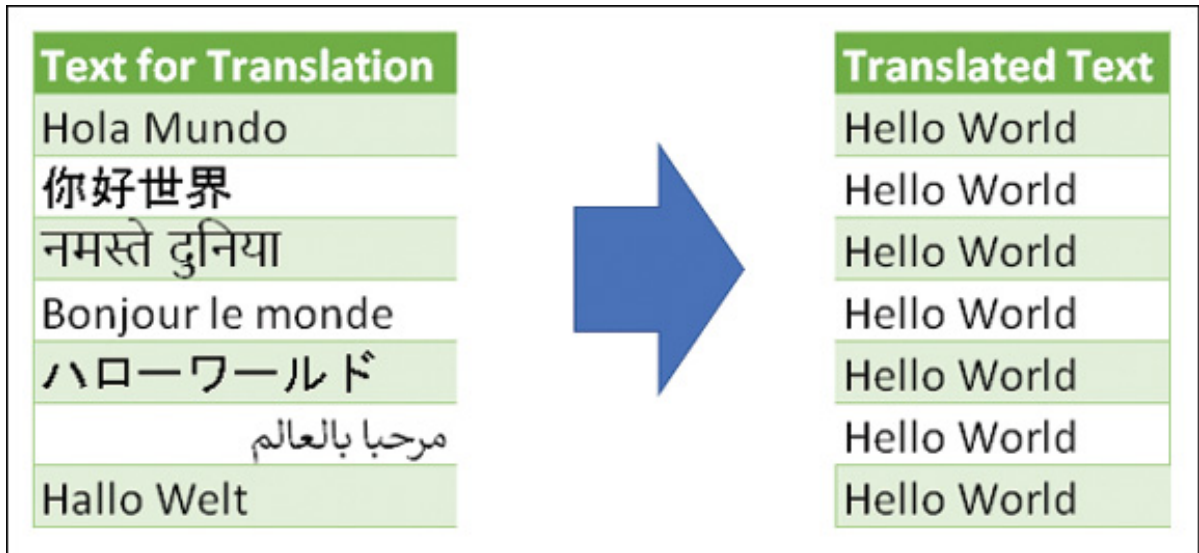 Text for Translation
Hola Mundo
你好世界
नमस्ते दुनिया
Bonjour le monde
ハローワールド
مرحبا بالعالم
Hallo Welt
Translated Text
Hello World
Hello World
Hello World
Hello World
Hello World
Hello World
Hello World